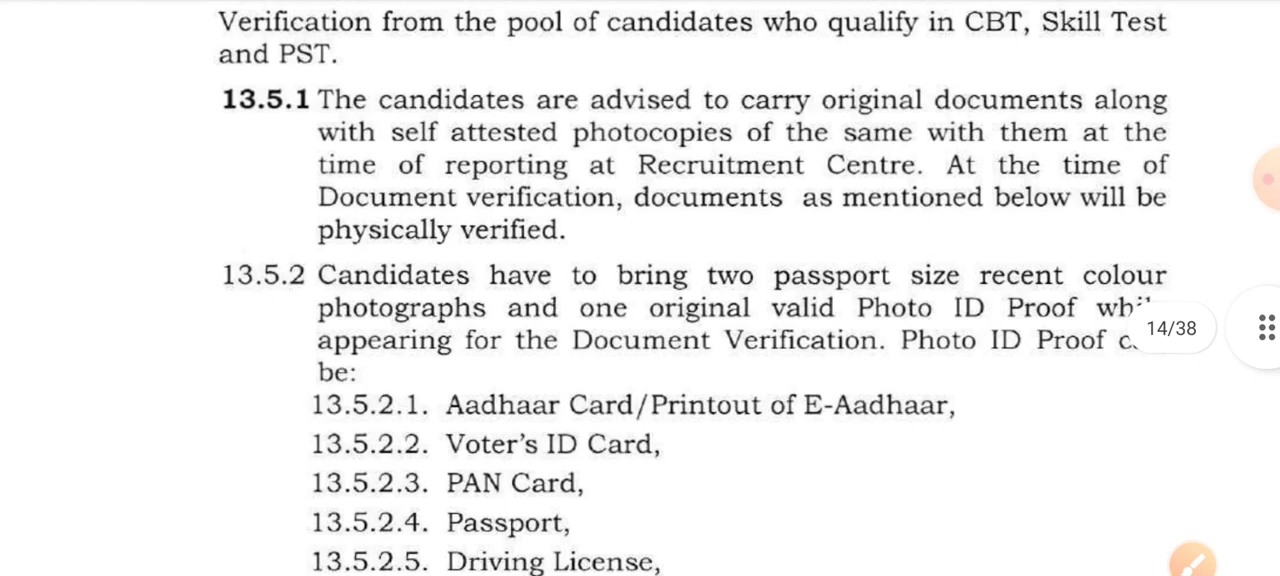 Verification from the pool of candidates who qualify in CBT, Skill Test
and PST.
13.5.1 The candidates are advised to carry original documents along
with self attested photocopies of the same with them at the
time of reporting at Recruitment Centre. At the time of
Document verification, documents as mentioned below will be
physically verified.
13.5.2 Candidates have to bring two passport size recent colour
photographs and one original valid Photo ID Proof
14/38
appearing for the Document Verification. Photo ID Proof
be:
13.5.2.1. Aadhaar Card/Printout of E-Aadhaar,
13.5.2.2. Voter's ID Card,
13.5.2.3. PAN Card,
13.5.2.4. Passport,
13.5.2.5. Driving License,